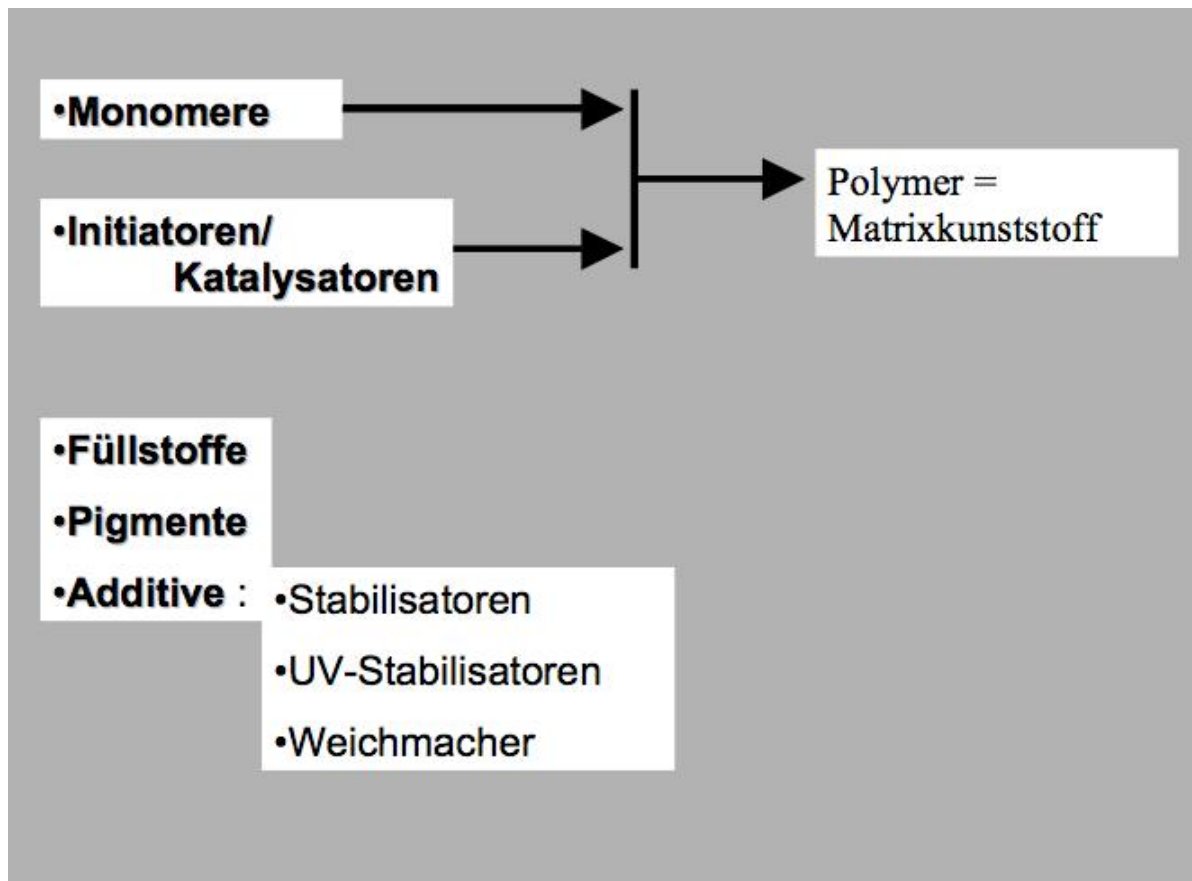 •Monomere
•Initiatoren/
Katalysatoren
Polymer =
Matrixkunststoff
•Füllstoffe
•Pigmente
•Additive :
•Stabilisatoren
•UV-Stabilisatoren
•Weichmacher